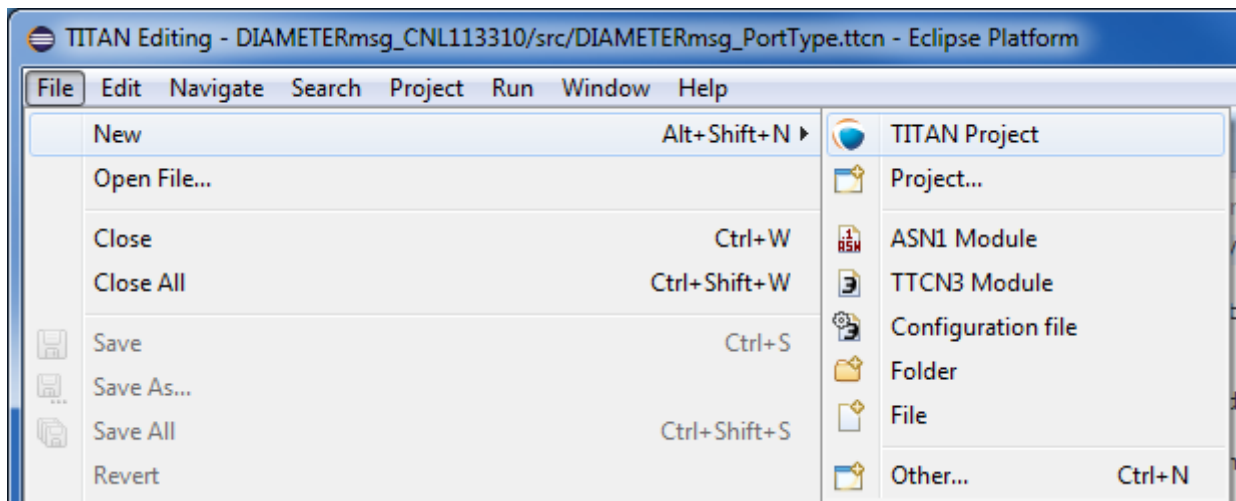 TITAN Editing - DIAMETERmsg_CNL113310/src/DIAMETERmsg_PortType.ttcn - Eclipse Platform
File Edit Navigate Search Project Run Window Help
New Alt+Shift+N
Open File...
Close Ctrl+W
Close All Ctrl+Shift+W
Save Ctrl+S
Save As...
Save All Ctrl+Shift+S
Revert
TITAN Project
Project...
ASN1 Module
TTCN3 Module
Configuration file
Folder
File
Other... Ctrl+N